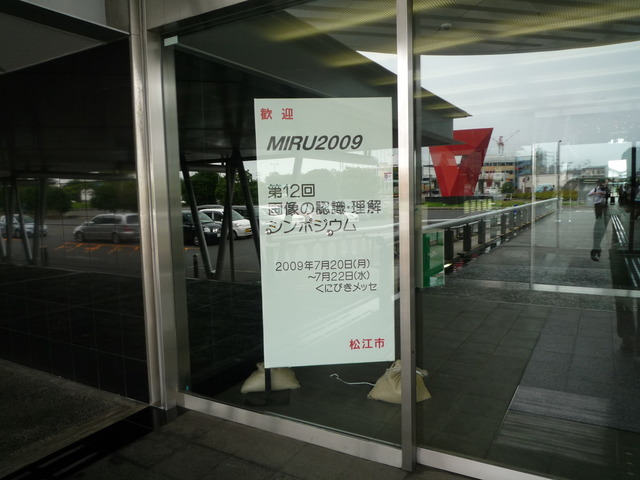 歓迎
MIRU2009
第12回
画像の認識・理解
シンポジウム
2009年7月20日(月)
~7月22日(水)
くにびきメッセ
松江市